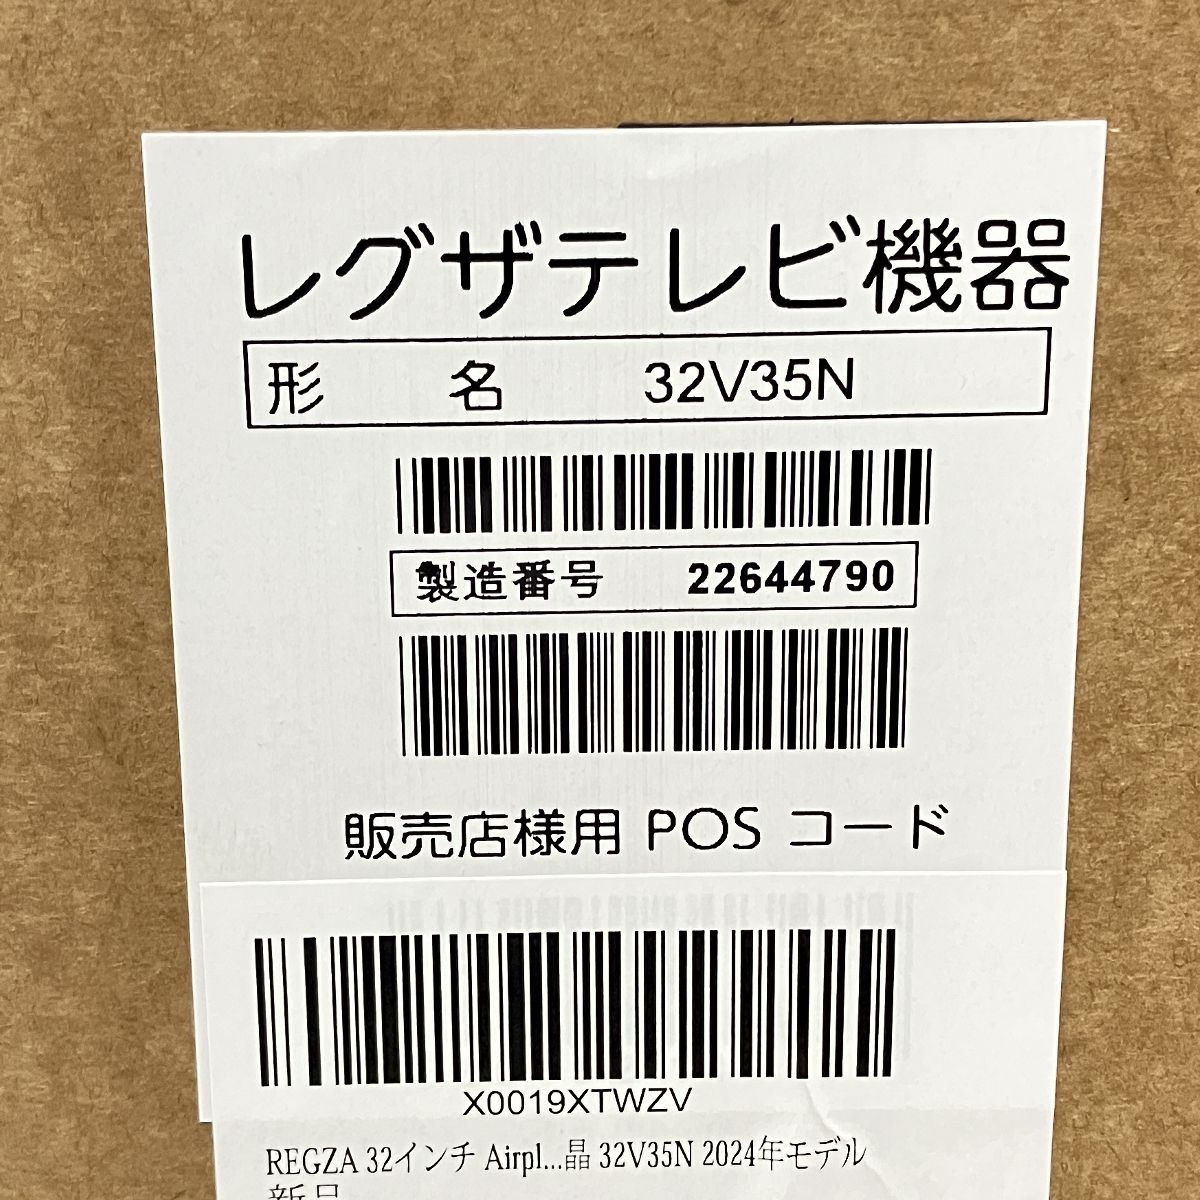 レグザテレビ機器
形 名 32V35N
製造番号 22644790
販売店様用 POS コード
X0019XTWZV
REGZA 32インチ Airpl...晶 32V35N 2024年モデル
新品